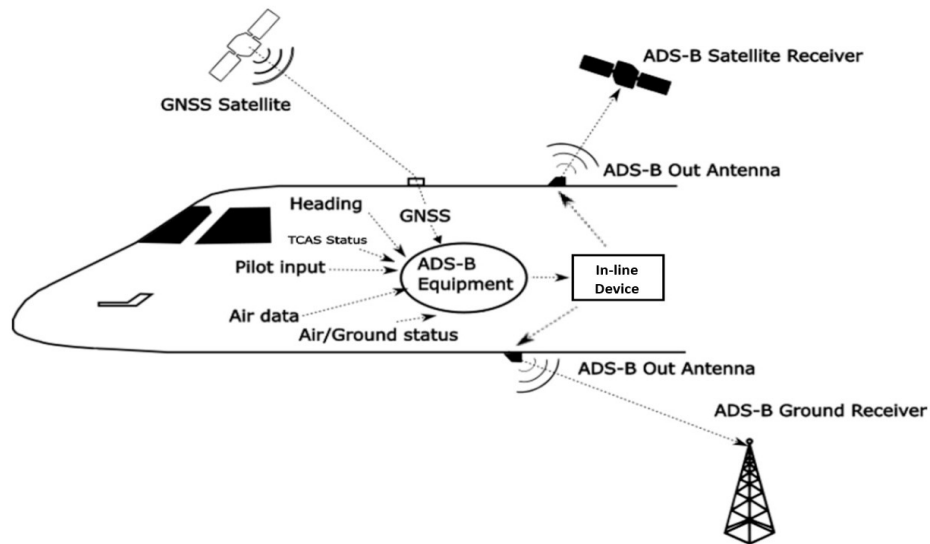 ADS-B Satellite Receiver
GNSS Satellite
ADS-B Out Antenna
Heading
GNSS
TCAS Status
Pilot input
ADS-B
Equipment
In-line
Device
Air data
Air/Ground status
ADS-B Out Antenna
ADS-B Ground Receiver